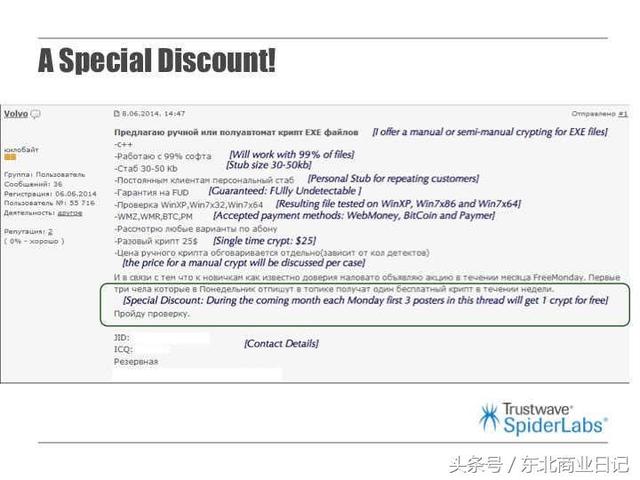 A Special Discount!
Volvo
8.06.2014, 14:47
Отправлено #1
килобайт
Группа: Пользователь
Сообщений: 36
Регистрация: 06.06.2014
Пользователь №: 55 716
Деятельность: другое
Репутация: 2
( 0% - хорошо )
Предлагаю ручной или полуавтомат крипт EXE файлов [I offer a manual or semi-manual crypting for EXE files]
-c++
-Работаю с 99% софта [Will work with 99% of files]
-Стаб 30-50 Kb [Stub size 30-50kb]
-Постоянным клиентам персональный стаб [Personal Stub for repeating customers]
-Гарантия на FUD [Guaranteed: FUlly Undetectable ]
-Проверка WinXP,Win7x32,Win7x64 [Resulting file tested on WinXP, Win7x86 and Win7x64]
-WMZ,WMR,BTC,PM [Accepted payment methods: WebMoney, BitCoin and Paymer]
-Рассмотрю любые варианты по абону
-Разовый крипт 25$ [Single time crypt: $25]
-Цена ручного крипта обговаривается отдельно(зависит от кол детектов)
[the price for a manual crypt will be discussed per case]
И в связи с тем что к новичкам как известно доверия маловато объявляю акцию в течении месяца FreeMonday. Первые
три чела которые в Понедельник отпишут в топике получат один бесплатный крипт в течении недели.
[Special Discount: During the coming month each Monday first 3 posters in this thread will get 1 crypt for free]
Пройду проверку.
JID:
ICQ:
[Contact Details]
Резервная
Trustwave®
SpiderLabs®
头条号 / 东北商业日记